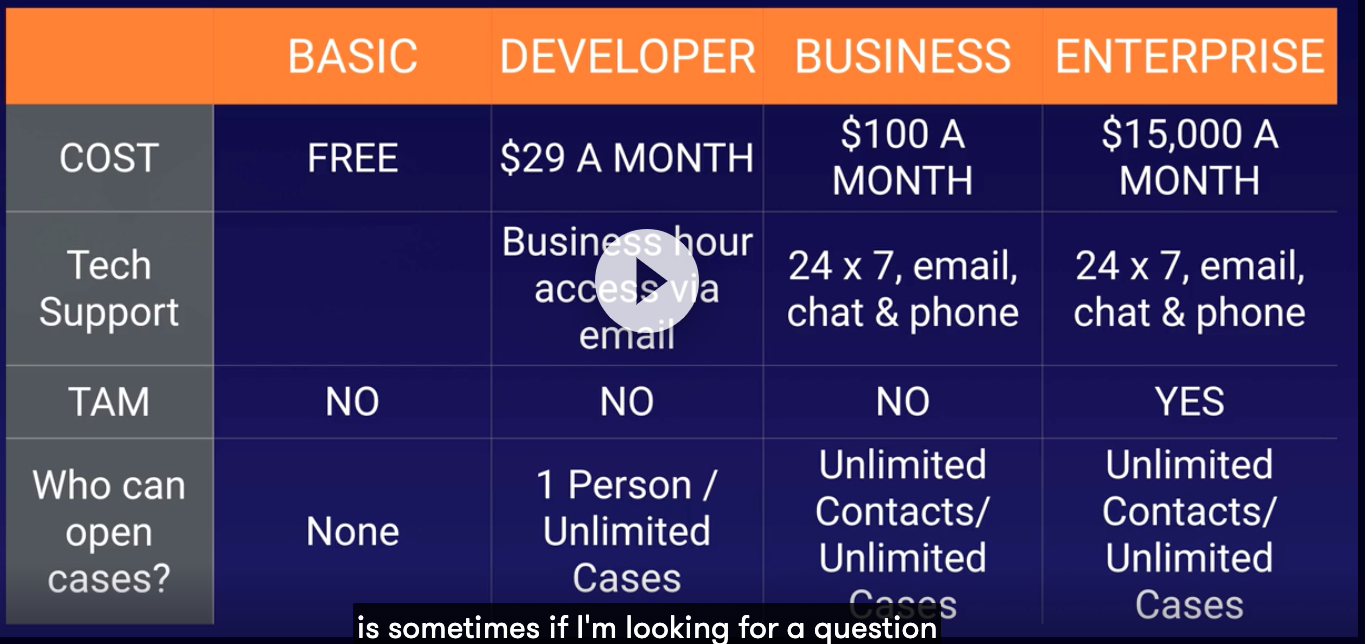 BASIC DEVELOPER BUSINESS ENTERPRISE
COST
FREE
$29 A MONTH
$100 A
MONTH
$15,000 A
MONTH
Tech
Support
Business hour
access via
email
24 x 7, email,
chat & phone
24 x 7, email,
chat & phone
TAM
NO
NO
NO
YES
Who can
open
cases?
None
1 Person /
Unlimited
Cases
Unlimited
Contacts/
Unlimited
Cases
Unlimited
Contacts/
Unlimited
Cases
is sometimes if I'm looking for a question